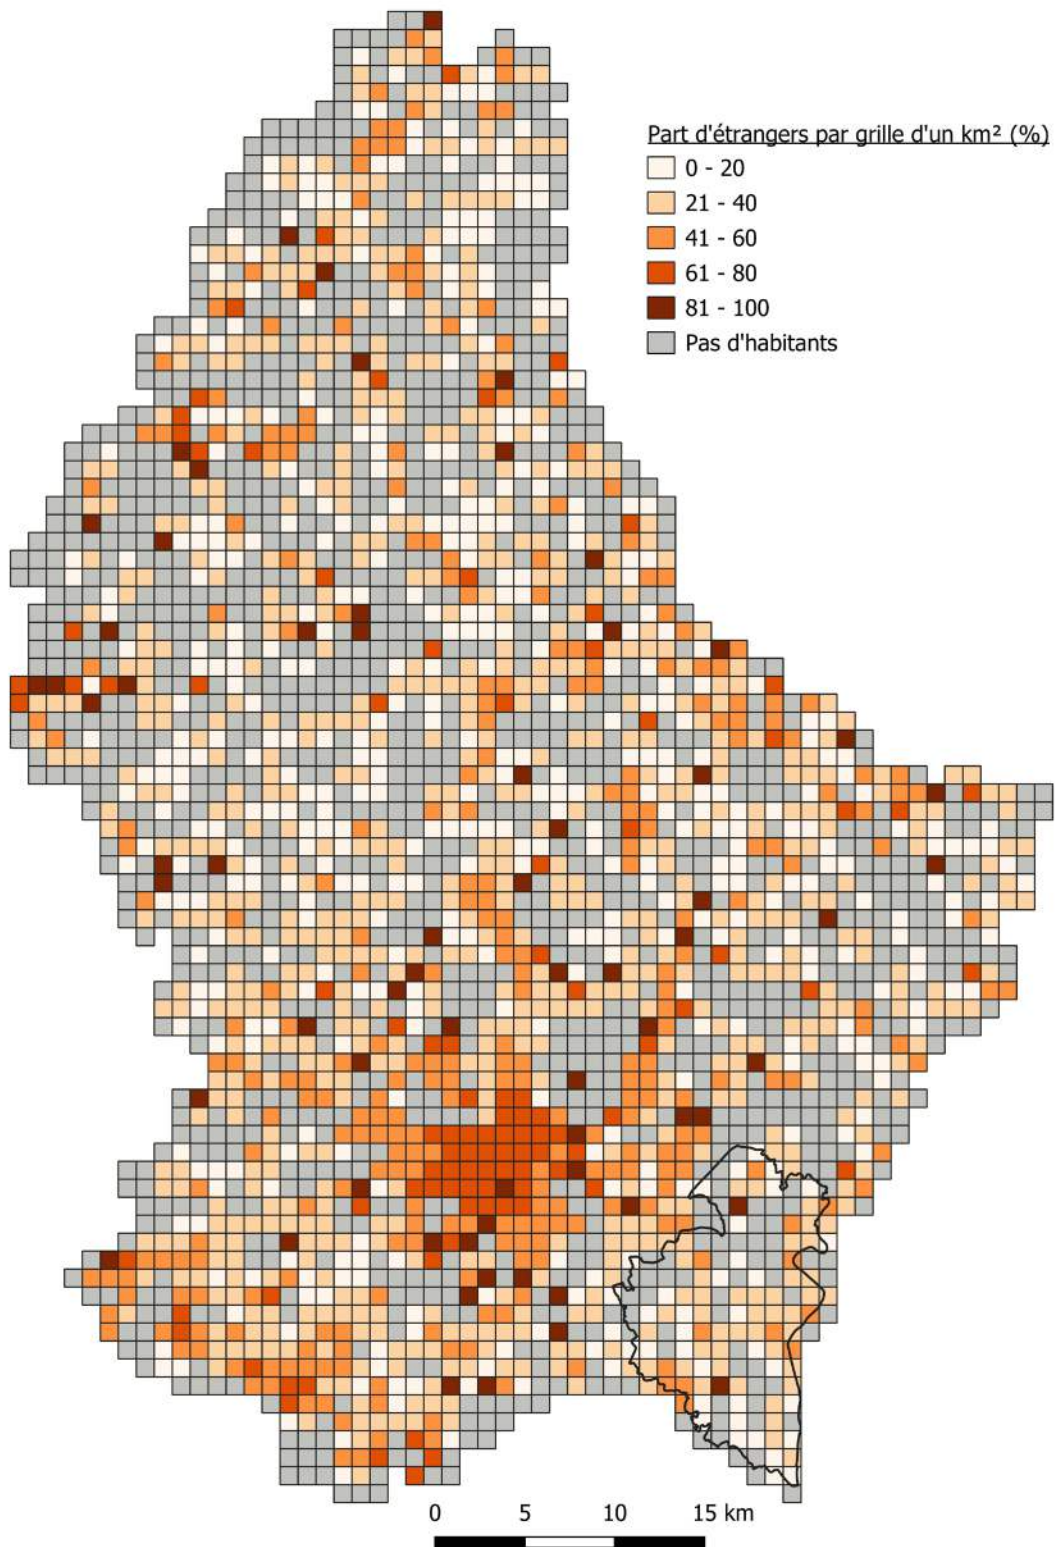 Part d'étrangers par grille d'un km² (%)
0 - 20
21 - 40
41 - 60
61 - 80
81 - 100
Pas d'habitants
0 5 10 15 km